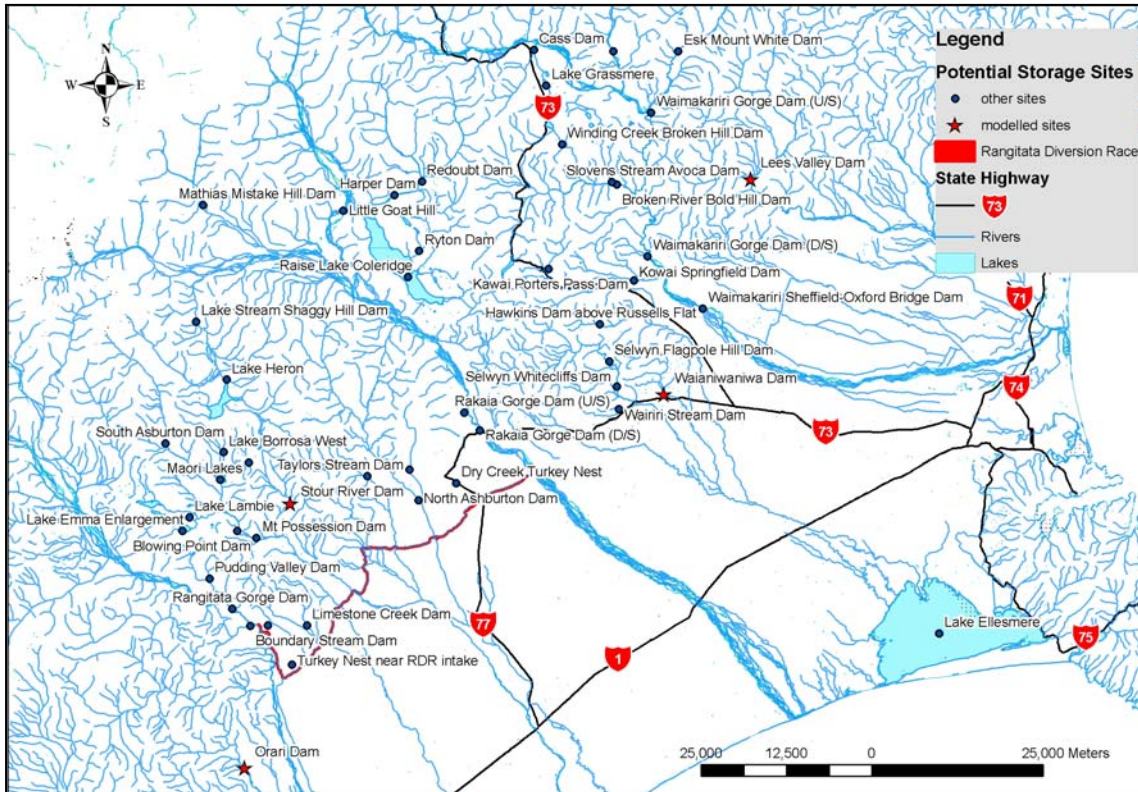 Cass Dam
Esk Mount White Dam
Legend
Potential Storage Sites
other sites
modelled sites
Rangitata Diversion Race
State Highway
73
Rivers
Lakes
N
W
E
S
Lake Grassmere
73
Waimakariri Gorge Dam (U/S)
Winding Creek Broken Hill Dam
Lees Valley Dam
Redoubt Dam
Slovens Stream Avoca Dam
Harper Dam
Broken River Bold Hill Dam
Mathias Mistake Hill Dam
Little Goat Hill
Ryton Dam
Waimakariri Gorge Dam (D/S)
Raise Lake Coleridge
Kowai Springfield Dam
Kawai Porters Pass Dam
71
Waimakariri Sheffield-Oxford Bridge Dam
Lake Stream Shaggy Hill Dam
Hawkins Dam above Russells Flat
Selwyn Flagpole Hill Dam
Lake Heron
Selwyn Whitecliffs Dam
Waianiwaniwa Dam
74
Rakaia Gorge Dam (U/S)
Wairiri Stream Dam
73
Rakaia Gorge Dam (D/S)
South Asburton Dam
Lake Borrosa West
Maori Lakes
Taylors Stream Dam
Dry Creek Turkey Nest
Stour River Dam
North Ashburton Dam
Lake Lambie
Lake Emma Enlargement
Mt Possession Dam
Blowing Point Dam
Pudding Valley Dam
Rangitata Gorge Dam
Limestone Creek Dam
77
Lake Ellesmere
Boundary Stream Dam
75
Turkey Nest near RDR intake
1
Orari Dam
25,000 12,500 0 25,000 Meters